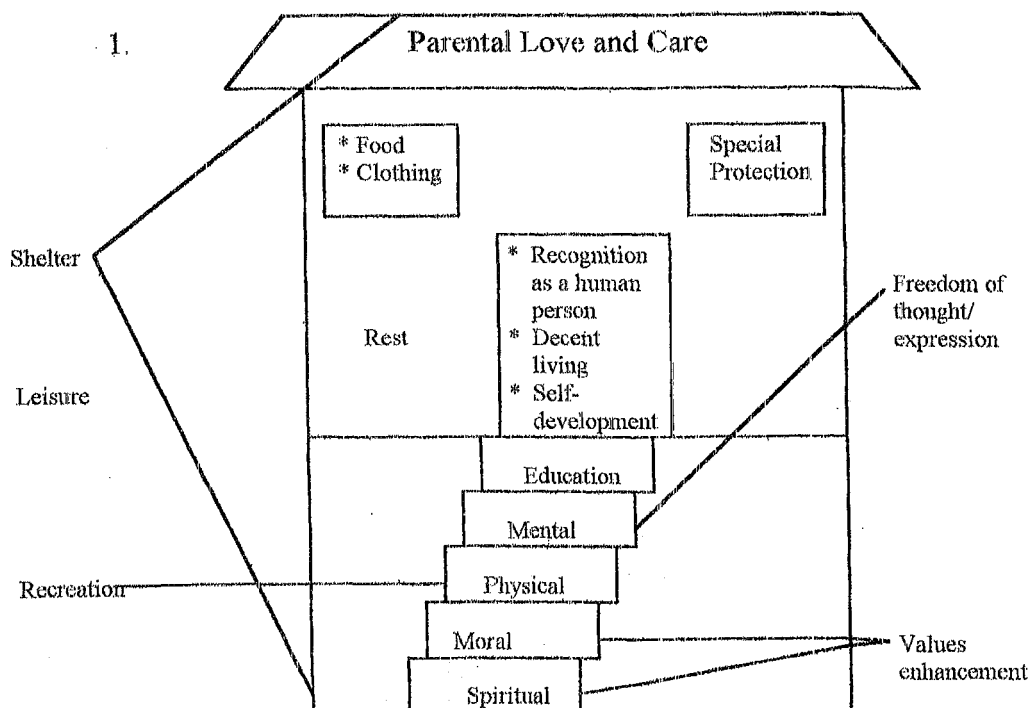 1.
Parental Love and Care
* Food
* Clothing
Special
Protection
Shelter
* Recognition
as a human
person
* Decent
living
* Self-
development
Freedom of
thought/
expression
Rest
Leisure
Education
Mental
Recreation
Physical
Moral
Values
enhancement
Spiritual